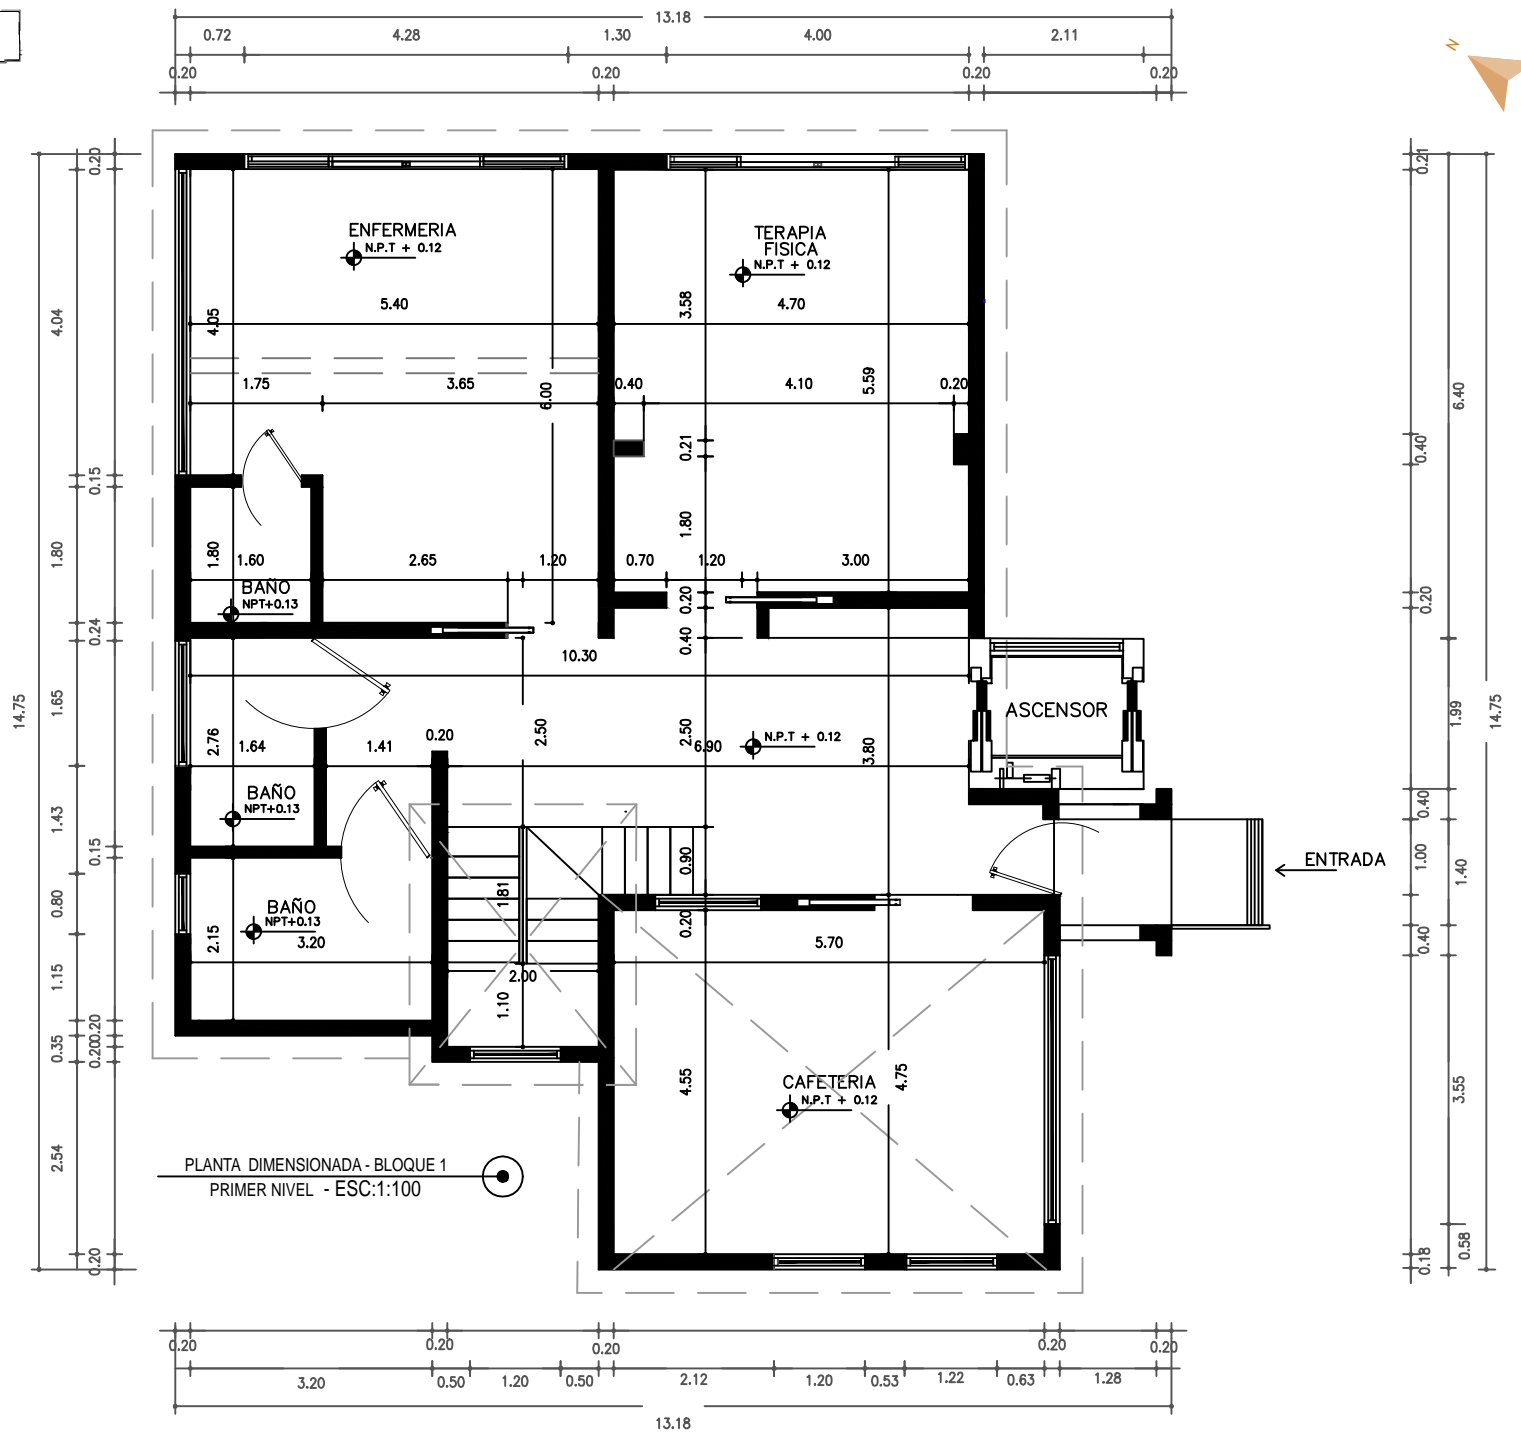 13.18
0.72 4.28 1.30 4.00 2.11
0.20 0.20 0.20 0.20
N
0.20
4.04
0.15
1.80
0.24
1.65
1.43
0.15
0.80
1.15
0.20
0.35
0.20
2.54
0.20
14.75
ENFERMERIA
N.P.T + 0.12
TERAPIA
FISICA
N.P.T + 0.12
4.05
5.40
3.58
4.70
1.75 3.65
6.00
0.40 4.10 0.20
5.59
0.21
1.80
1.80
1.60 2.65 1.20
0.70 1.20 3.00
BAÑO
NPT+0.13
0.20
0.40
10.30
ASCENSOR
2.76
1.64 1.41 0.20
2.50
2.50
6.90
N.P.T + 0.12
3.80
BAÑO
NPT+0.13
0.90
1.81
ENTRADA
BAÑO
NPT+0.13
3.20
2.15
0.20
5.70
2.00
1.10
4.55
4.75
CAFETERIA
N.P.T + 0.12
PLANTA DIMENSIONADA - BLOQUE 1
PRIMER NIVEL - ESC:1:100
0.21
6.40
0.40
0.20
1.99
14.75
0.40
1.00
1.40
0.40
3.55
0.58
0.18
0.20 0.20 0.20 0.20 0.20
3.20 0.50 1.20 0.50 2.12 1.20 0.53 1.22 0.63 1.28
13.18